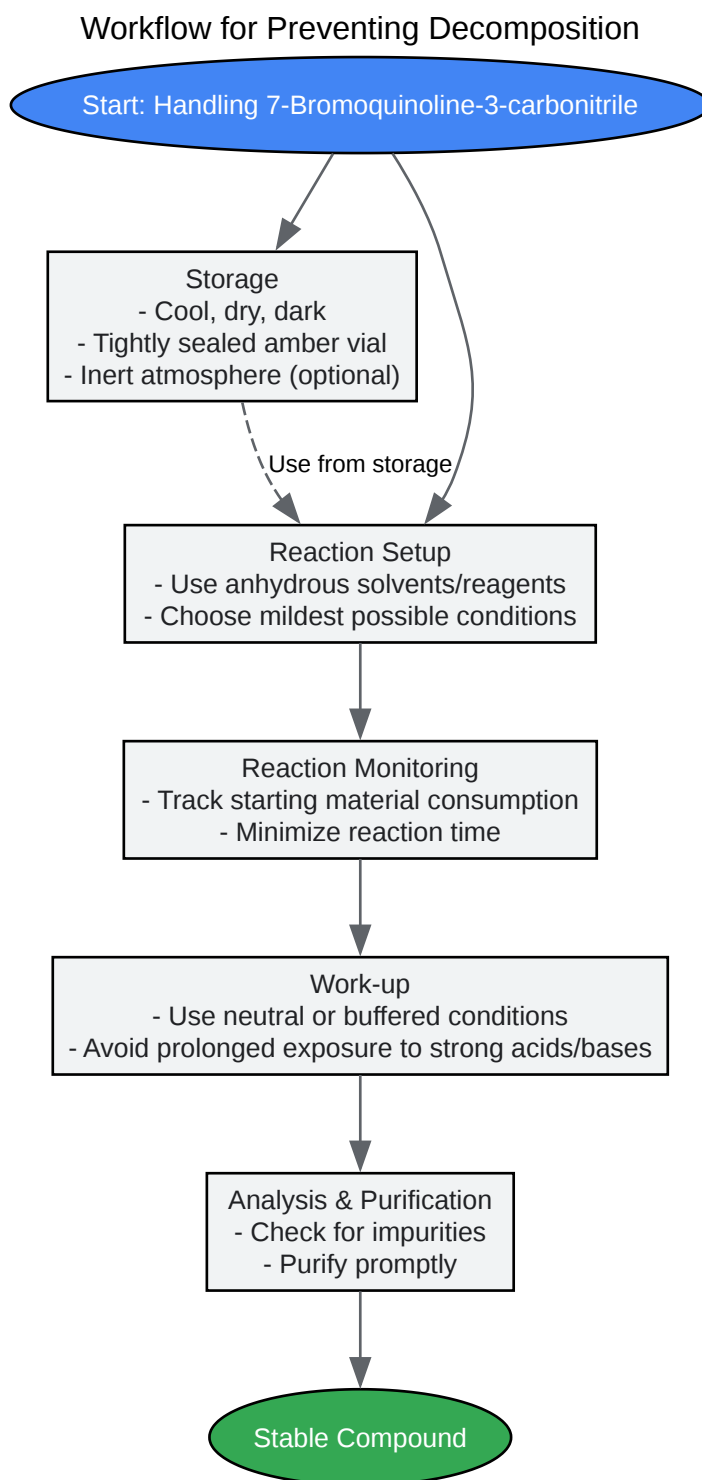 Workflow for Preventing Decomposition
Start: Handling 7-Bromoquinoline-3-carbonitrile
Storage
- Cool, dry, dark
- Tightly sealed amber vial
- Inert atmosphere (optional)
Use from storage
Reaction Setup
- Use anhydrous solvents/reagents
- Choose mildest possible conditions
Reaction Monitoring
- Track starting material consumption
- Minimize reaction time
Work-up
- Use neutral or buffered conditions
- Avoid prolonged exposure to strong acids/bases
Analysis & Purification
- Check for impurities
- Purify promptly
Stable Compound